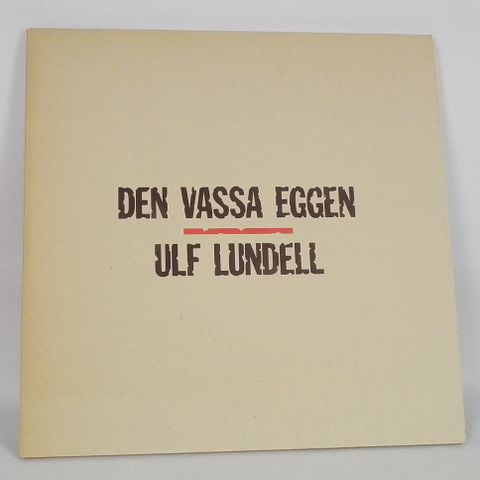 DEN VASSA EGGEN
ULF LUNDELL